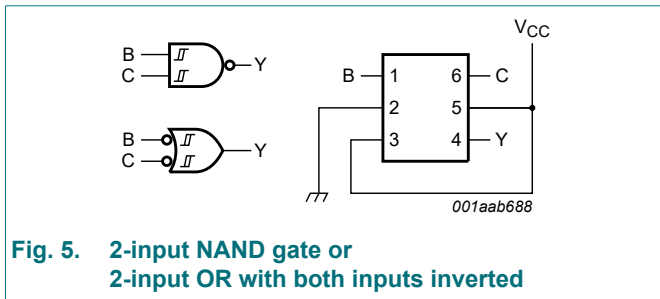 VCC
B
C
Y
B
C
Y
B 1 6 C
2 5
3 4 Y
001aab688
Fig. 5. 2-input NAND gate or
2-input OR with both inputs inverted